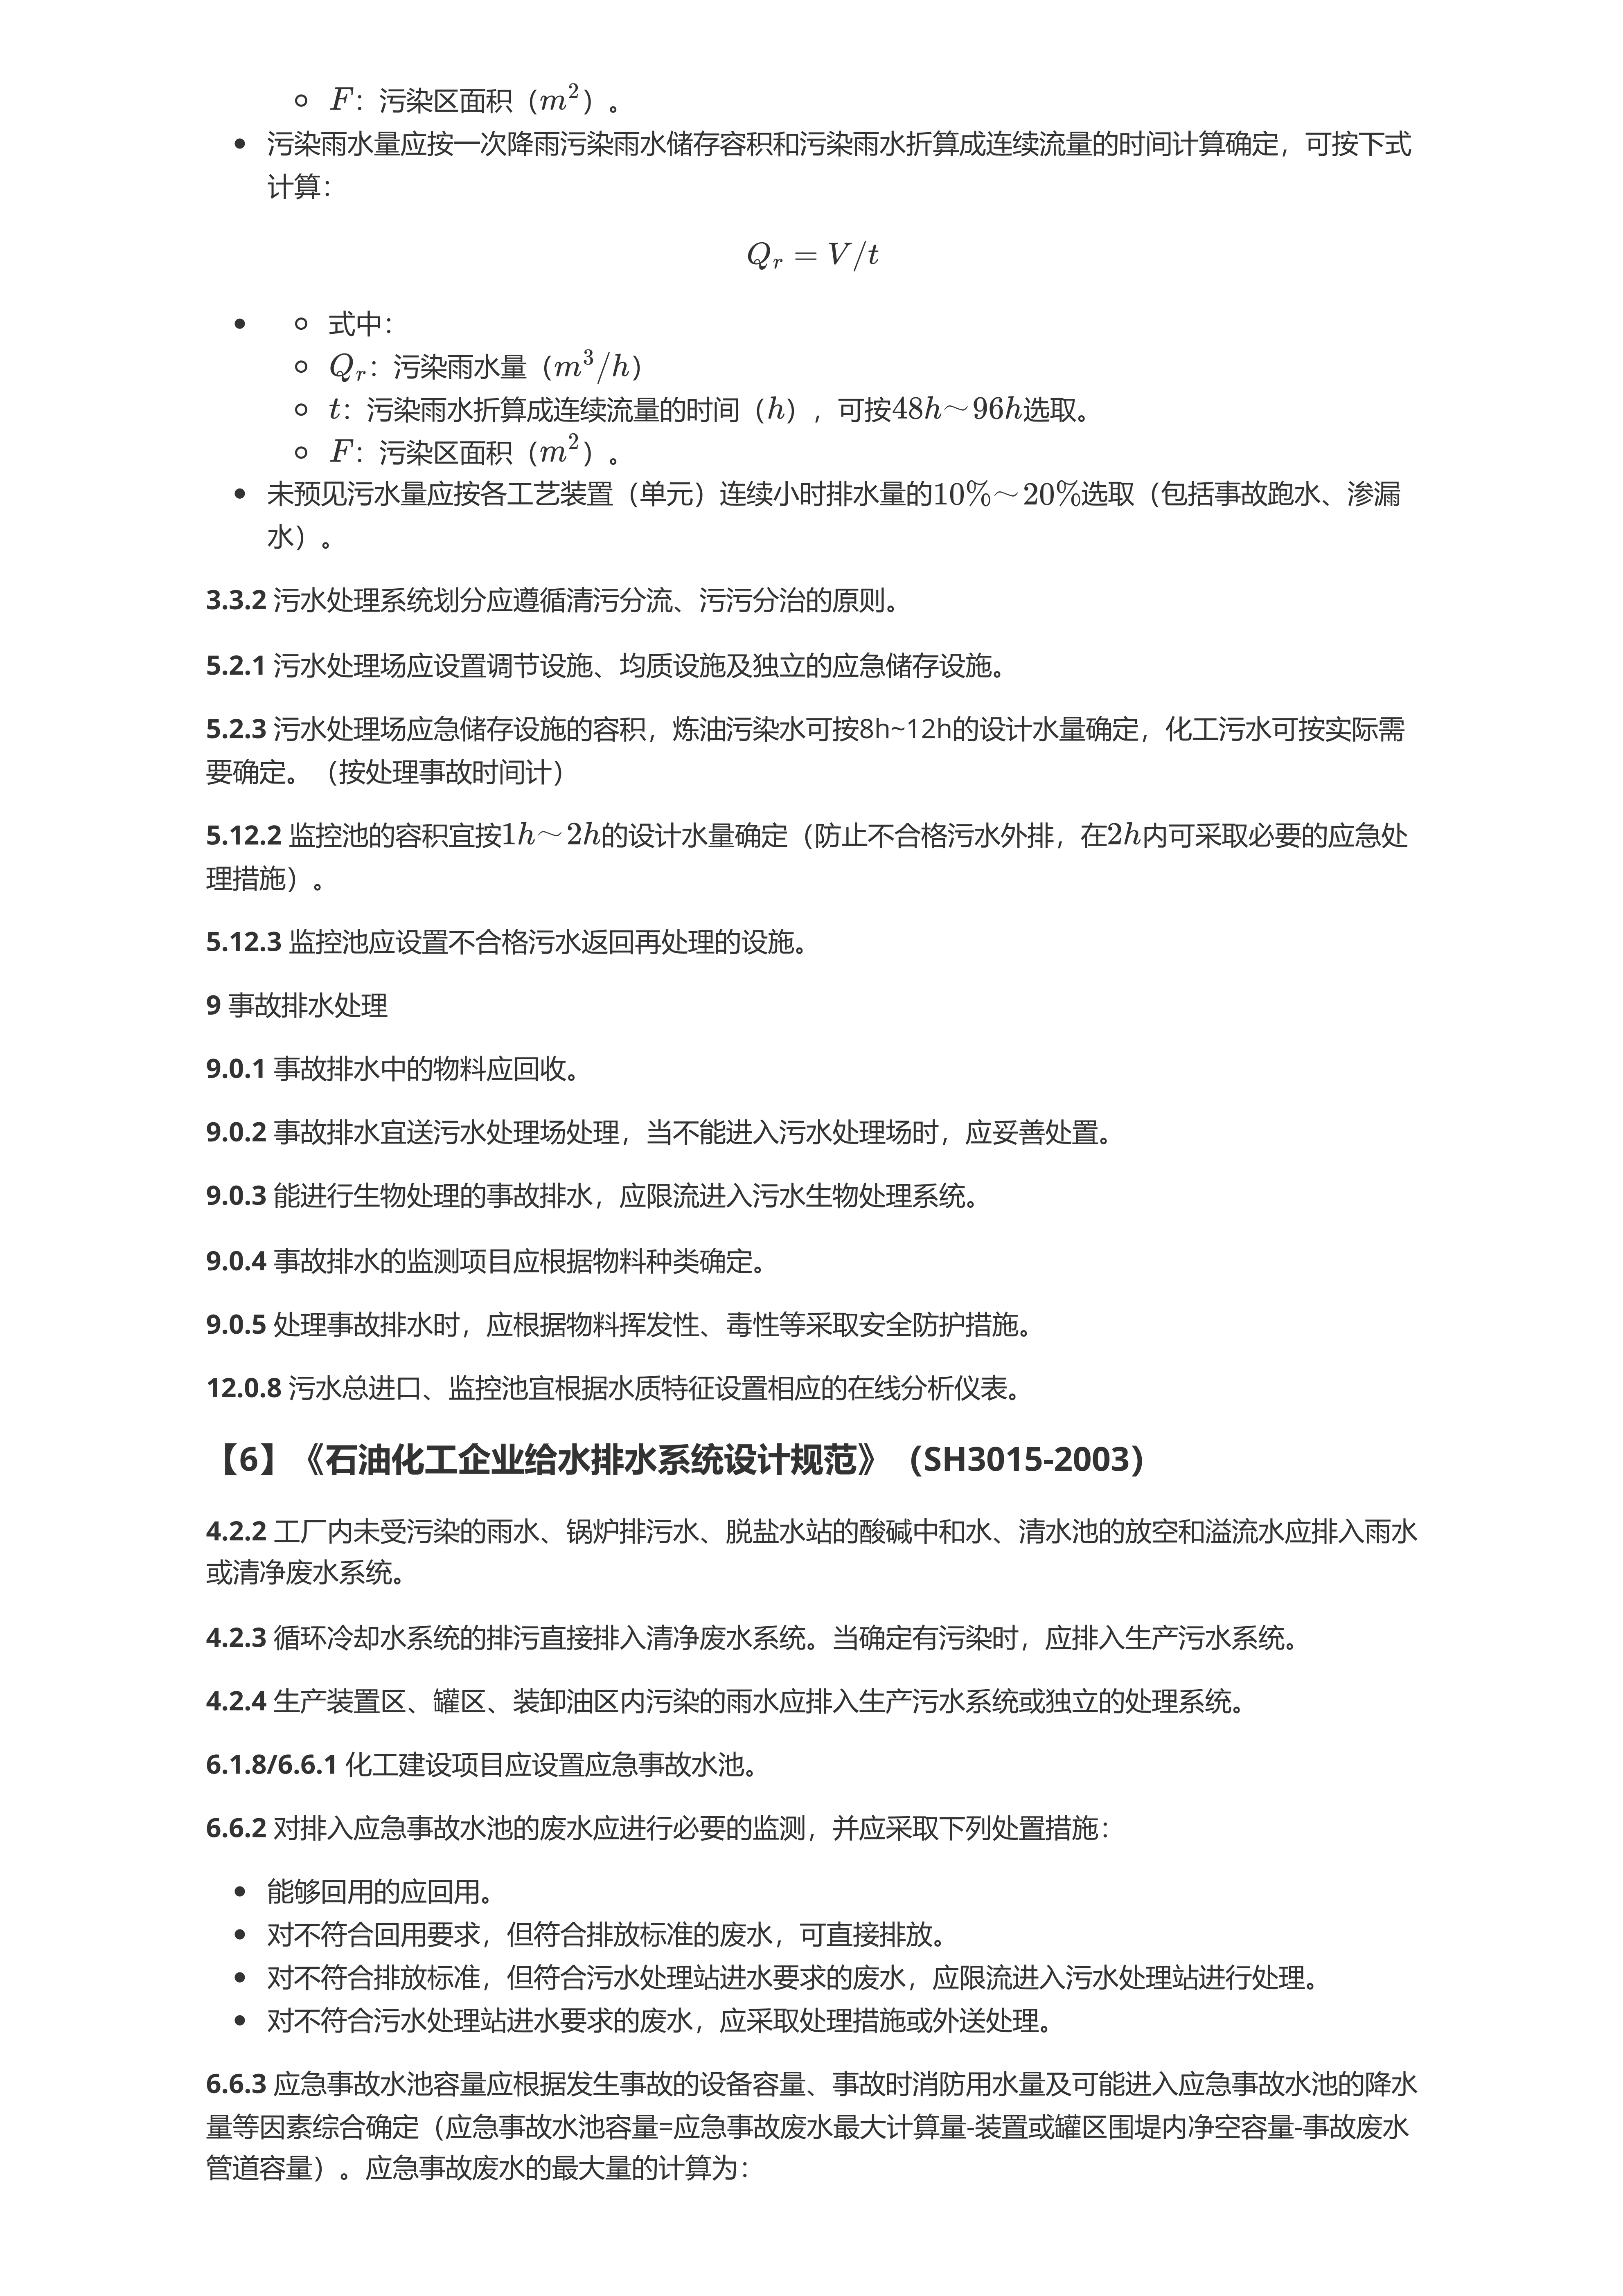 F：污染区面积（m²）。
污染雨水量应按一次降雨污染雨水储存容积和污染雨水折算成连续流量的时间计算确定，可按下式
计算：
Qᵣ = V/t
式中：
Qᵣ：污染雨水量（m³/h）
t：污染雨水折算成连续流量的时间（h），可按48h～96h选取。
F：污染区面积（m²）。
未预见污水量应按各工艺装置（单元）连续小时排水量的10%～20%选取（包括事故跑水、渗漏
水）。
3.3.2 污水处理系统划分应遵循清污分流、污污分治的原则。
5.2.1 污水处理场应设置调节设施、均质设施及独立的应急储存设施。
5.2.3 污水处理场应急储存设施的容积，炼油污染水可按8h~12h的设计水量确定，化工污水可按实际需
要确定。（按处理事故时间计）
5.12.2 监控池的容积宜按1h～2h的设计水量确定（防止不合格污水外排，在2h内可采取必要的应急处
理措施）。
5.12.3 监控池应设置不合格污水返回再处理的设施。
9 事故排水处理
9.0.1 事故排水中的物料应回收。
9.0.2 事故排水宜送污水处理场处理，当不能进入污水处理场时，应妥善处置。
9.0.3 能进行生物处理的事故排水，应限流进入污水生物处理系统。
9.0.4 事故排水的监测项目应根据物料种类确定。
9.0.5 处理事故排水时，应根据物料挥发性、毒性等采取安全防护措施。
12.0.8 污水总进口、监控池宜根据水质特征设置相应的在线分析仪表。
【6】《石油化工企业给水排水系统设计规范》（SH3015-2003）
4.2.2 工厂内未受污染的雨水、锅炉排污水、脱盐水站的酸碱中和水、清水池的放空和溢流水应排入雨水
或清净废水系统。
4.2.3 循环冷却水系统的排污直接排入清净废水系统。当确定有污染时，应排入生产污水系统。
4.2.4 生产装置区、罐区、装卸油区内污染的雨水应排入生产污水系统或独立的处理系统。
6.1.8/6.6.1 化工建设项目应设置应急事故水池。
6.6.2 对排入应急事故水池的废水应进行必要的监测，并应采取下列处置措施：
能够回用的应回用。
对不符合回用要求，但符合排放标准的废水，可直接排放。
对不符合排放标准，但符合污水处理站进水要求的废水，应限流进入污水处理站进行处理。
对不符合污水处理站进水要求的废水，应采取处理措施或外送处理。
6.6.3 应急事故水池容量应根据发生事故的设备容量、事故时消防用水量及可能进入应急事故水池的降水
量等因素综合确定（应急事故水池容量=应急事故废水最大计算量-装置或罐区围堤内净空容量-事故废水
管道容量）。应急事故废水的最大量的计算为：